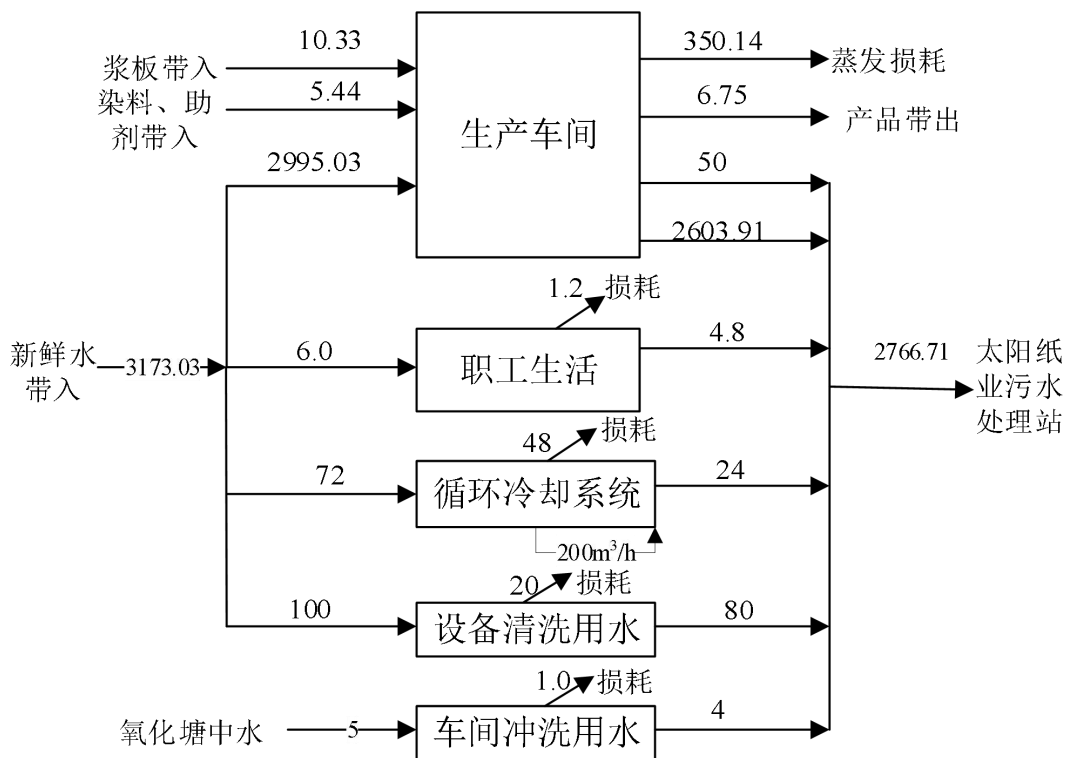 10.33
350.14
浆板带入
蒸发损耗
染料、助
剂带入
5.44
6.75
产品带出
生产车间
2995.03
50
2603.91
1.2
损耗
新鲜水
带入
3173.03
6.0
职工生活
4.8
2766.71
太阳纸
业污水
处理站
48
损耗
72
循环冷却系统
24
200m³/h
20
损耗
100
设备清洗用水
80
1.0
损耗
氧化塘中水
5
车间冲洗用水
4